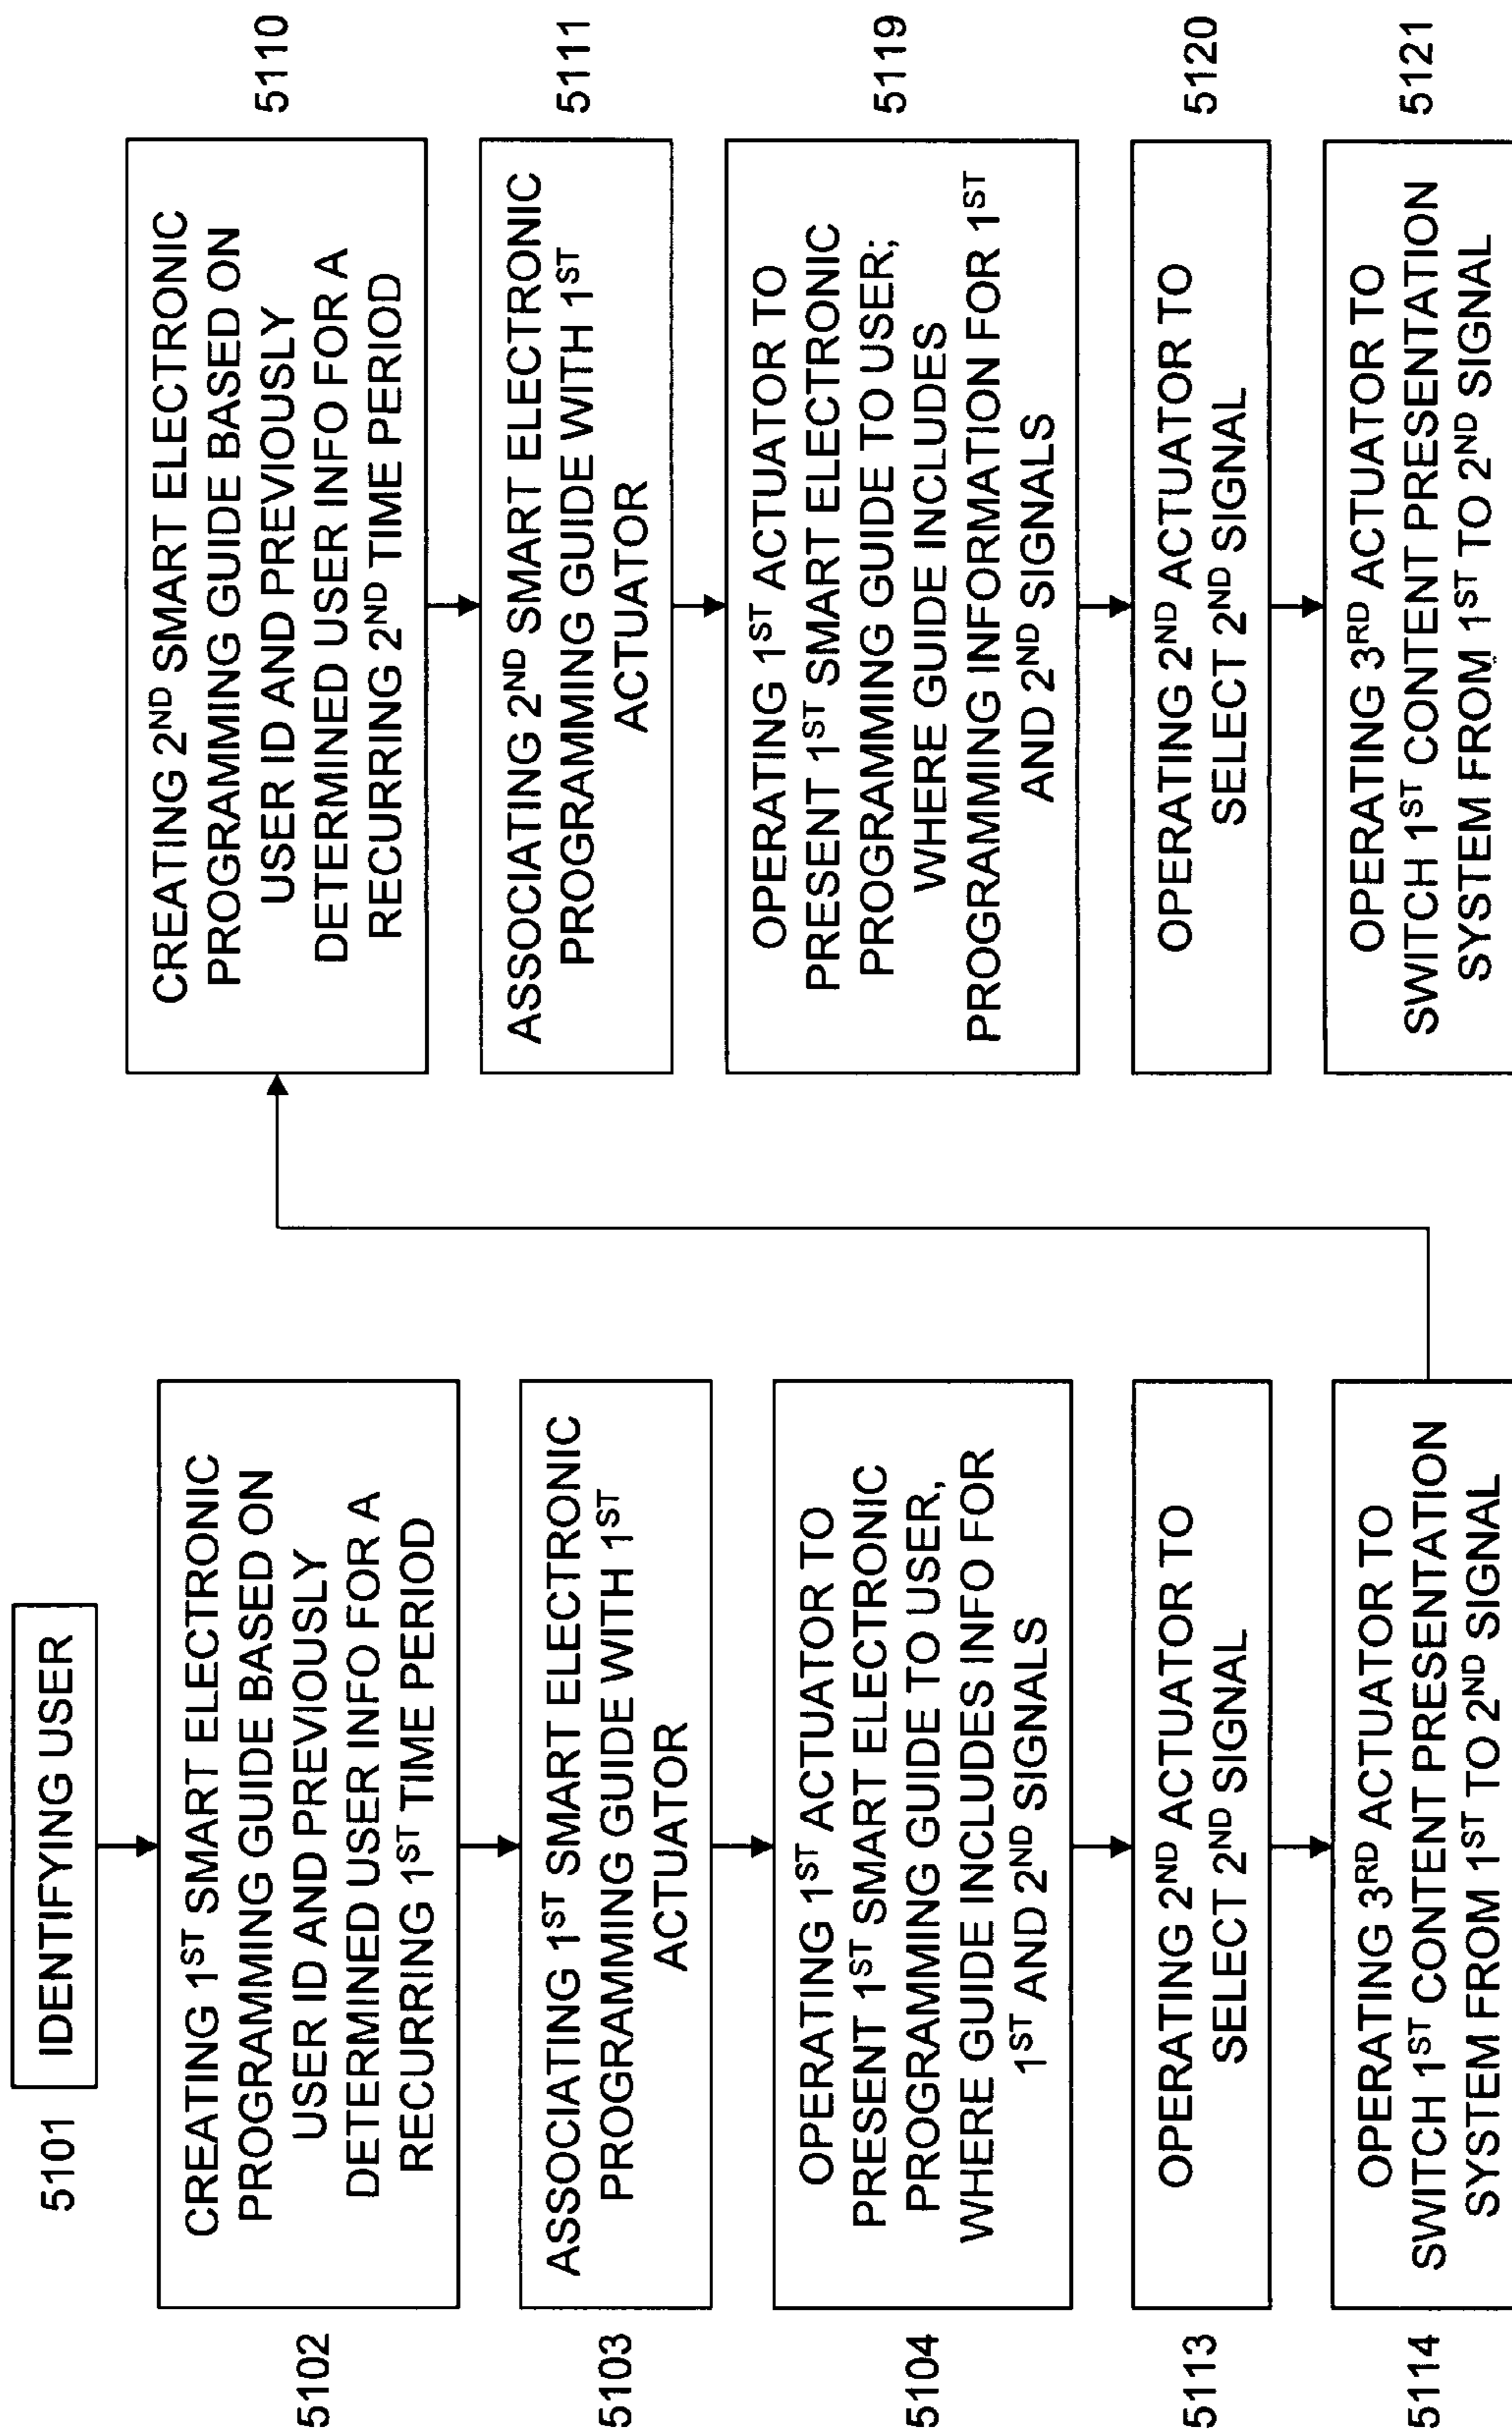 5101
IDENTIFYING USER
5102
CREATING 1ST SMART ELECTRONIC
PROGRAMMING GUIDE BASED ON
USER ID AND PREVIOUSLY
DETERMINED USER INFO FOR A
RECURRING 1ST TIME PERIOD
5103
ASSOCIATING 1ST SMART ELECTRONIC
PROGRAMMING GUIDE WITH 1ST
ACTUATOR
5104
OPERATING 1ST ACTUATOR TO
PRESENT 1ST SMART ELECTRONIC
PROGRAMMING GUIDE TO USER,
WHERE GUIDE INCLUDES INFO FOR
1ST AND 2ND SIGNALS
5113
OPERATING 2ND ACTUATOR TO
SELECT 2ND SIGNAL
5114
OPERATING 3RD ACTUATOR TO
SWITCH 1ST CONTENT PRESENTATION
SYSTEM FROM 1ST TO 2ND SIGNAL
CREATING 2ND SMART ELECTRONIC
PROGRAMMING GUIDE BASED ON
USER ID AND PREVIOUSLY
DETERMINED USER INFO FOR A
RECURRING 2ND TIME PERIOD
5110
ASSOCIATING 2ND SMART ELECTRONIC
PROGRAMMING GUIDE WITH 1ST
ACTUATOR
5111
OPERATING 1ST ACTUATOR TO
PRESENT 1ST SMART ELECTRONIC
PROGRAMMING GUIDE TO USER;
WHERE GUIDE INCLUDES
PROGRAMMING INFORMATION FOR 1ST
AND 2ND SIGNALS
5119
OPERATING 2ND ACTUATOR TO
SELECT 2ND SIGNAL
5120
OPERATING 3RD ACTUATOR TO
SWITCH 1ST CONTENT PRESENTATION
SYSTEM FROM 1ST TO 2ND SIGNAL
5121